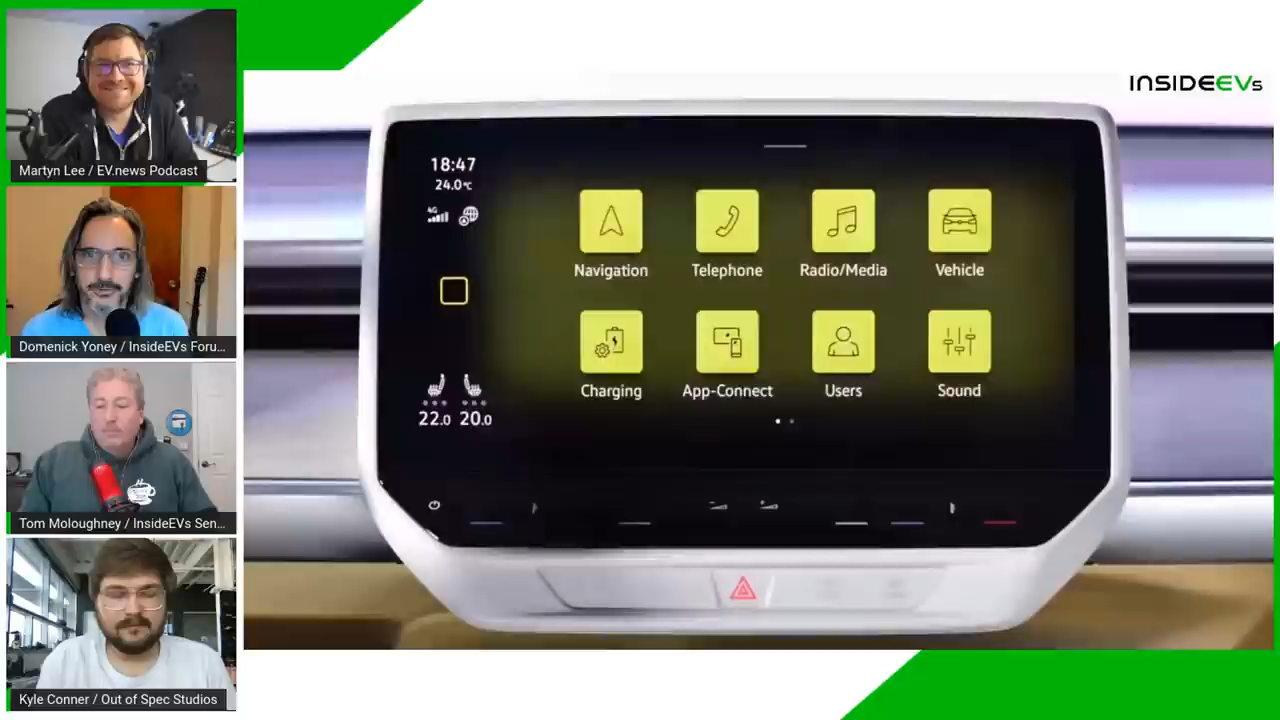 Martyn Lee / EV.news Podcast
Domenick Yoney / InsideEVs Foru...
Tom Moloughney / InsideEVs Sen...
Kyle Conner / Out of Spec Studios
INSIDEEVs
18:47
24.0°C
4G
Navigation Telephone Radio/Media Vehicle
Charging App-Connect Users Sound
22.0 20.0